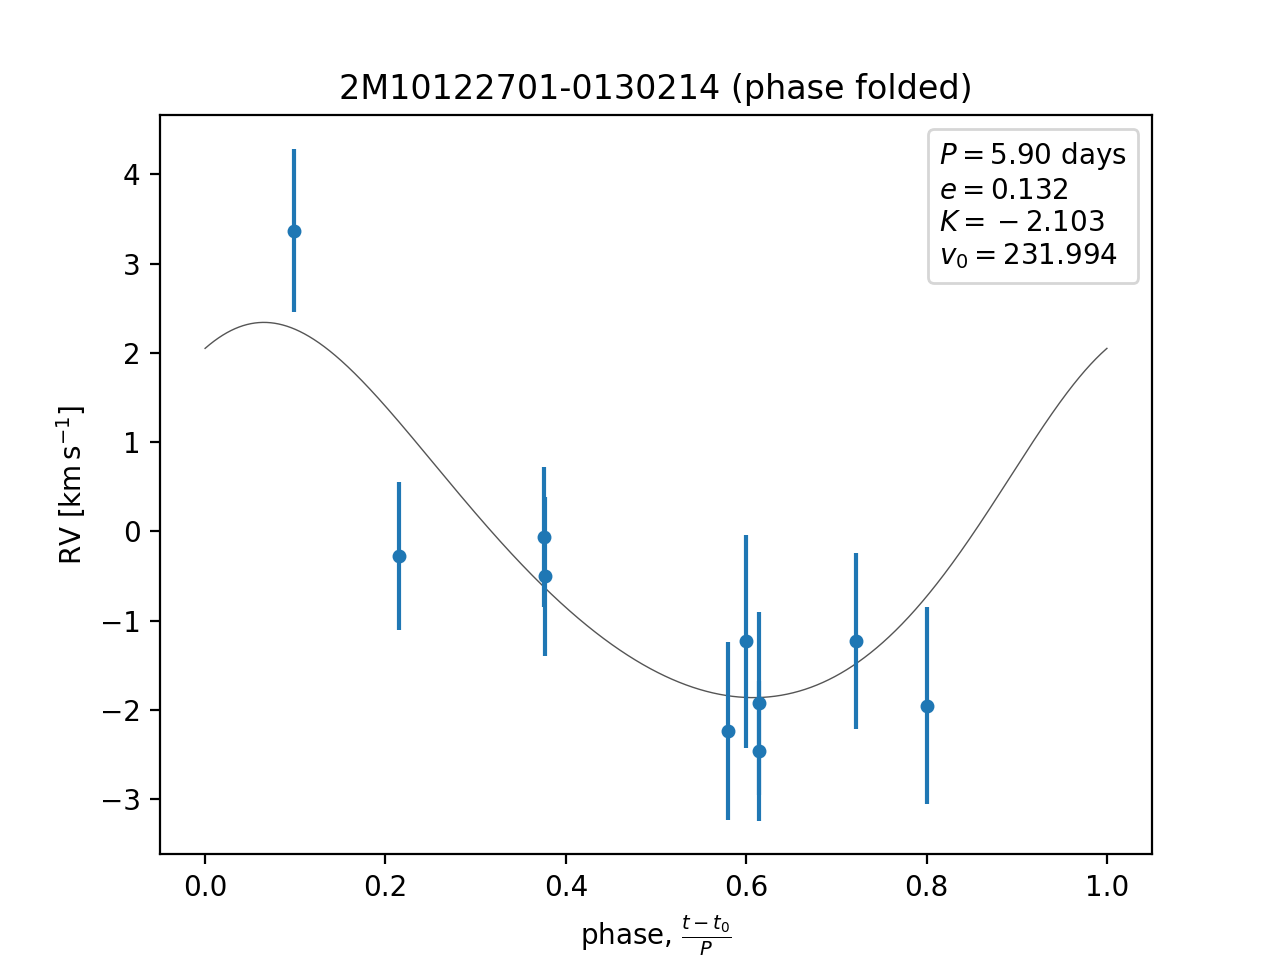 2M10122701-0130214 (phase folded)
P = 5.90 days
e = 0.132
K = −2.103
v₀ = 231.994
4
3
2
1
0
−1
−2
−3
RV [km s⁻¹]
0.0 0.2 0.4 0.6 0.8 1.0
phase, (t − t₀)/P